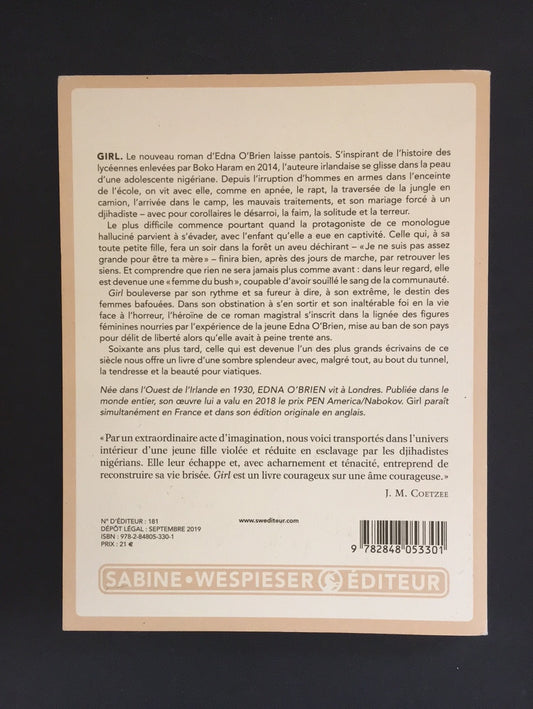 GIRL. Le nouveau roman d'Edna O'Brien laisse pantois. S'inspirant de l'histoire des
lycéennes enlevées par Boko Haram en 2014, l'auteure irlandaise se glisse dans la peau
d'une adolescente nigériane. Depuis l'irruption d'hommes en armes dans l'enceinte
de l'école, on vit avec elle, comme en apnée, le rapt, la traversée de la jungle en
camion, l'arrivée dans le camp, les mauvais traitements, et son mariage forcé à un
djihadiste – avec pour corollaires le désarroi, la faim, la solitude et la terreur.
Le plus difficile commence pourtant quand la protagoniste de ce monologue
halluciné parvient à s'évader, avec l'enfant qu'elle a eue en captivité. Celle qui, à sa
toute petite fille, fera un soir dans la forêt un aveu déchirant – « Je ne suis pas assez
grande pour être ta mère » – finira bien, après des jours de marche, par retrouver les
siens. Et comprendre que rien ne sera jamais plus comme avant : dans leur regard, elle
est devenue une « femme du bush », coupable d'avoir souillé le sang de la communauté.
Girl bouleverse par son rythme et sa fureur à dire, à son extrême, le destin des
femmes bafouées. Dans son obstination à s'en sortir et son inaltérable foi en la vie
face à l'horreur, l'héroïne de ce roman magistral s'inscrit dans la lignée des figures
féminines nourries par l'expérience de la jeune Edna O'Brien, mise au ban de son pays
pour délit de liberté alors qu'elle avait à peine trente ans.
Soixante ans plus tard, celle qui est devenue l'un des plus grands écrivains de ce
siècle nous offre un livre d'une sombre splendeur avec, malgré tout, au bout du tunnel,
la tendresse et la beauté pour viatiques.
Née dans l'Ouest de l'Irlande en 1930, EDNA O'BRIEN vit à Londres. Publiée dans le
monde entier, son œuvre lui a valu en 2018 le prix PEN America/Nabokov. Girl paraît
simultanément en France et dans son édition originale en anglais.
« Par un extraordinaire acte d'imagination, nous voici transportés dans l'univers
intérieur d'une jeune fille violée et réduite en esclavage par les djihadistes
nigérians. Elle leur échappe et, avec acharnement et ténacité, entreprend de
reconstruire sa vie brisée. Girl est un livre courageux sur une âme courageuse. »
J. M. COETZEE
N° D'ÉDITEUR : 181
DÉPÔT LÉGAL : SEPTEMBRE 2019
ISBN : 978-2-84805-330-1
PRIX : 21 €
www.swediteur.com
9 782848 053301
SABINE • WESPIESER ÉDITEUR